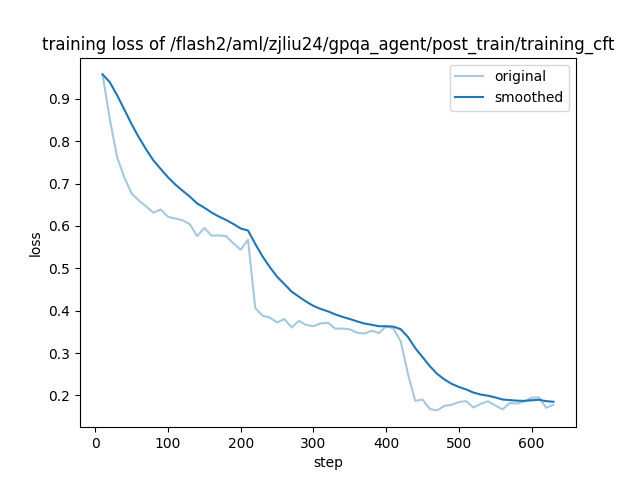 training loss of /flash2/aml/zjliu24/gpqa_agent/post_train/training_cft
original
smoothed
0.9
0.8
0.7
0.6
0.5
0.4
0.3
0.2
loss
0 100 200 300 400 500 600
step